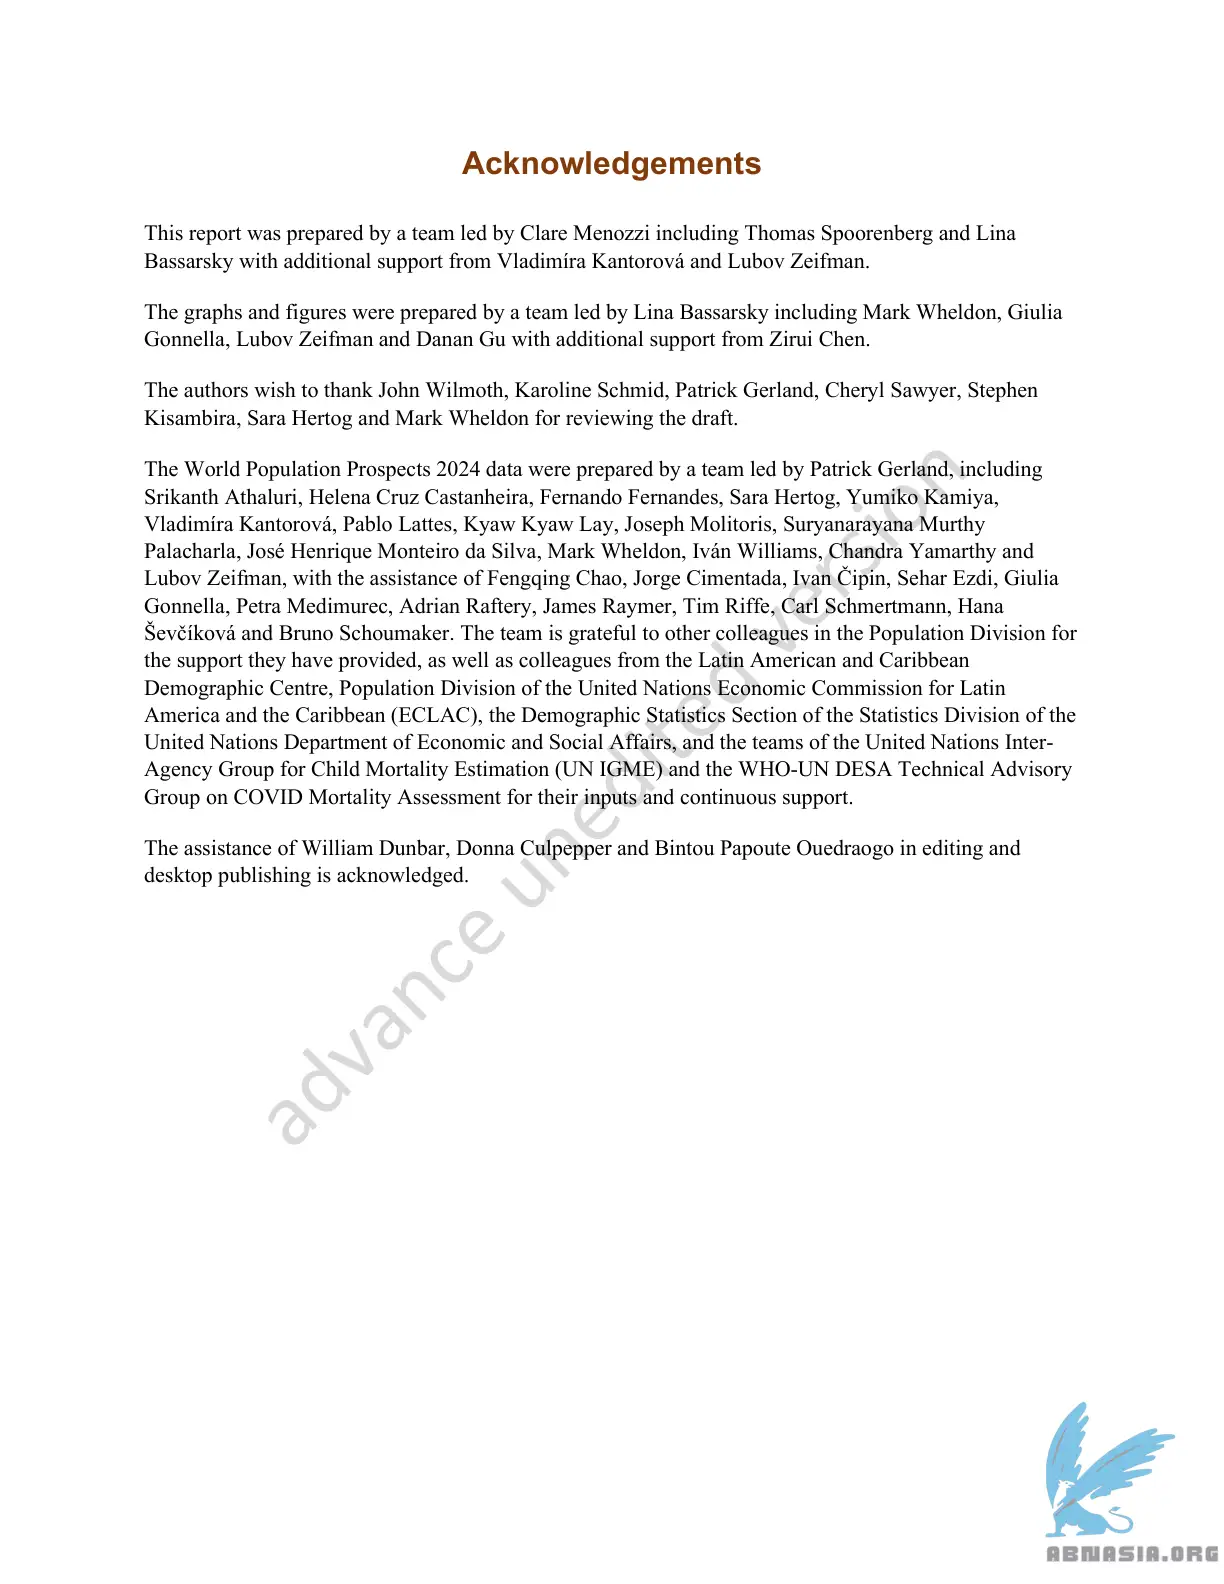 Acknowledgements
This report was prepared by a team led by Clare Menozzi including Thomas Spoorenberg and Lina
Bassarsky with additional support from Vladimíra Kantorová and Lubov Zeifman.
The graphs and figures were prepared by a team led by Lina Bassarsky including Mark Wheldon, Giulia
Gonnella, Lubov Zeifman and Danan Gu with additional support from Zirui Chen.
The authors wish to thank John Wilmoth, Karoline Schmid, Patrick Gerland, Cheryl Sawyer, Stephen
Kisambira, Sara Hertog and Mark Wheldon for reviewing the draft.
The World Population Prospects 2024 data were prepared by a team led by Patrick Gerland, including
Srikanth Athaluri, Helena Cruz Castanheira, Fernando Fernandes, Sara Hertog, Yumiko Kamiya,
Vladimíra Kantorová, Pablo Lattes, Kyaw Kyaw Lay, Joseph Molitoris, Suryanarayana Murthy
Palacharla, José Henrique Monteiro da Silva, Mark Wheldon, Iván Williams, Chandra Yamarthy and
Lubov Zeifman, with the assistance of Fengqing Chao, Jorge Cimentada, Ivan Čipin, Sehar Ezdi, Giulia
Gonnella, Petra Medimurec, Adrian Raftery, James Raymer, Tim Riffe, Carl Schmertmann, Hana
Ševčíková and Bruno Schoumaker. The team is grateful to other colleagues in the Population Division for
the support they have provided, as well as colleagues from the Latin American and Caribbean
Demographic Centre, Population Division of the United Nations Economic Commission for Latin
America and the Caribbean (ECLAC), the Demographic Statistics Section of the Statistics Division of the
United Nations Department of Economic and Social Affairs, and the teams of the United Nations Inter-
Agency Group for Child Mortality Estimation (UN IGME) and the WHO-UN DESA Technical Advisory
Group on COVID Mortality Assessment for their inputs and continuous support.
The assistance of William Dunbar, Donna Culpepper and Bintou Papoute Ouedraogo in editing and
desktop publishing is acknowledged.
advance unedited version
ABNASIA.ORG